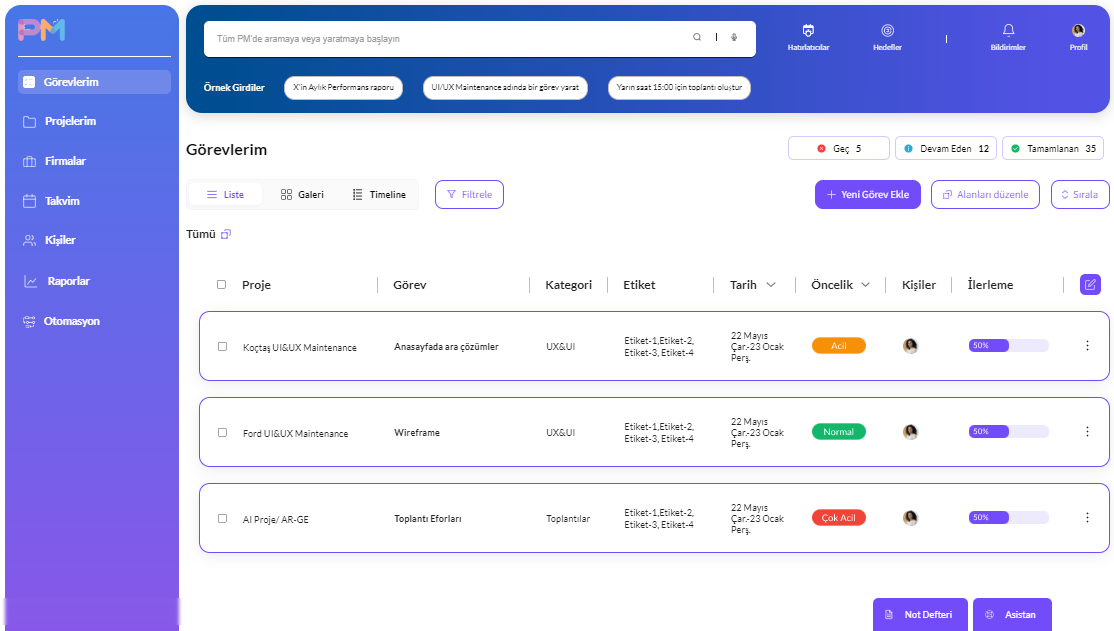 PM
Görevlerim
Projelerim
Firmalar
Takvim
Kişiler
Raporlar
Otomasyon
Tüm PM'de aramaya veya yaratmaya başlayın
Hatırlatıcılar
Hedefler
Bildirimler
Profil
Örnek Girdiler
X'in Aylık Performans raporu
UI/UX Maintenance adında bir görev yarat
Yarın saat 15:00 için toplantı oluştur
Görevlerim
Geç 5
Devam Eden 12
Tamamlanan 35
Liste
Galeri
Timeline
Filtrele
Yeni Görev Ekle
Alanları düzenle
Sırala
Tümü
Proje
Görev
Kategori
Etiket
Tarih
Öncelik
Kişiler
İlerleme
Koçtaş UI&UX Maintenance
Anasayfada ara çözümler
UX&UI
Etiket-1,Etiket-2,
Etiket-3, Etiket-4
22 Mayıs
Çar.-23 Ocak
Perş.
Acil
50%
Ford UI&UX Maintenance
Wireframe
UX&UI
Etiket-1,Etiket-2,
Etiket-3, Etiket-4
22 Mayıs
Çar.-23 Ocak
Perş.
Normal
50%
AI Proje/ AR-GE
Toplantı Eforları
Toplantılar
Etiket-1,Etiket-2,
Etiket-3, Etiket-4
22 Mayıs
Çar.-23 Ocak
Perş.
Çok Acil
50%
Not Defteri
Asistan